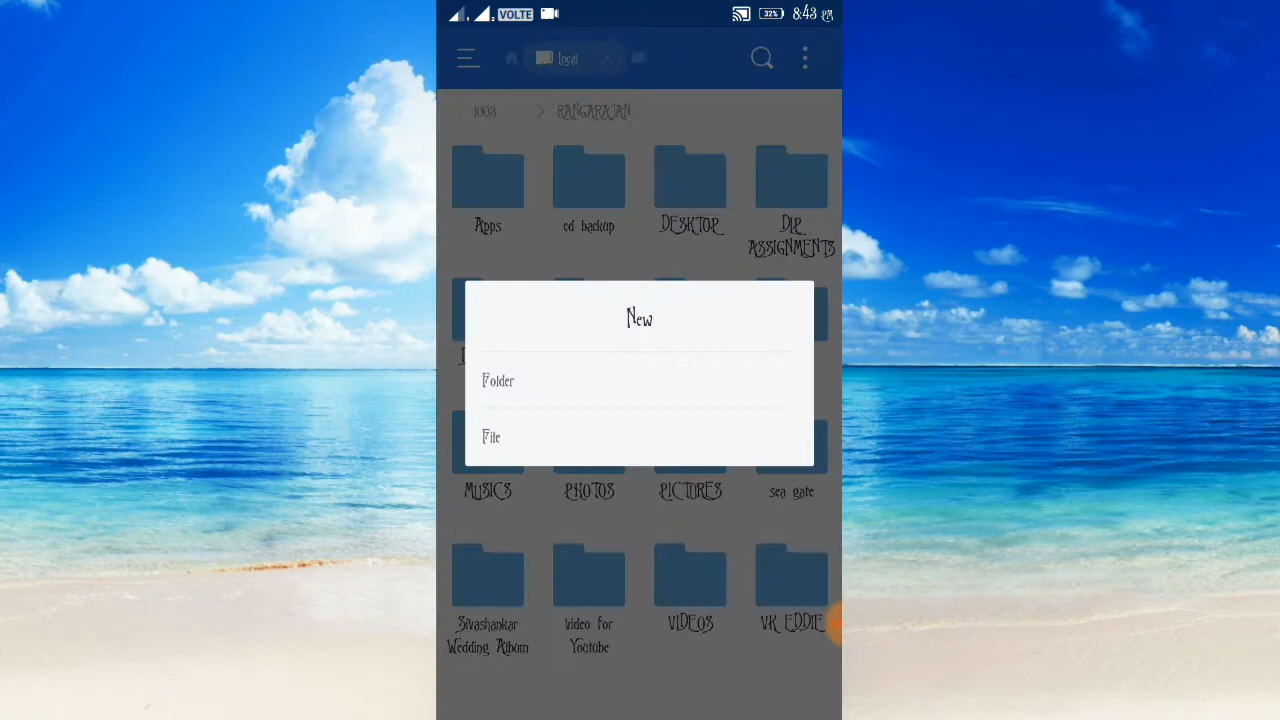 VOLTE
32%
8:43 PM
local
1003 > RANGARAJAN
Apps
cd backup
DESKTOP
DIP
ASSIGNMENTS
New
Folder
File
MUSICS
PHOTOS
PICTURES
sea gate
Sivashankar
Wedding Album
video for
Youtube
VIDEOS
VK EDDIE